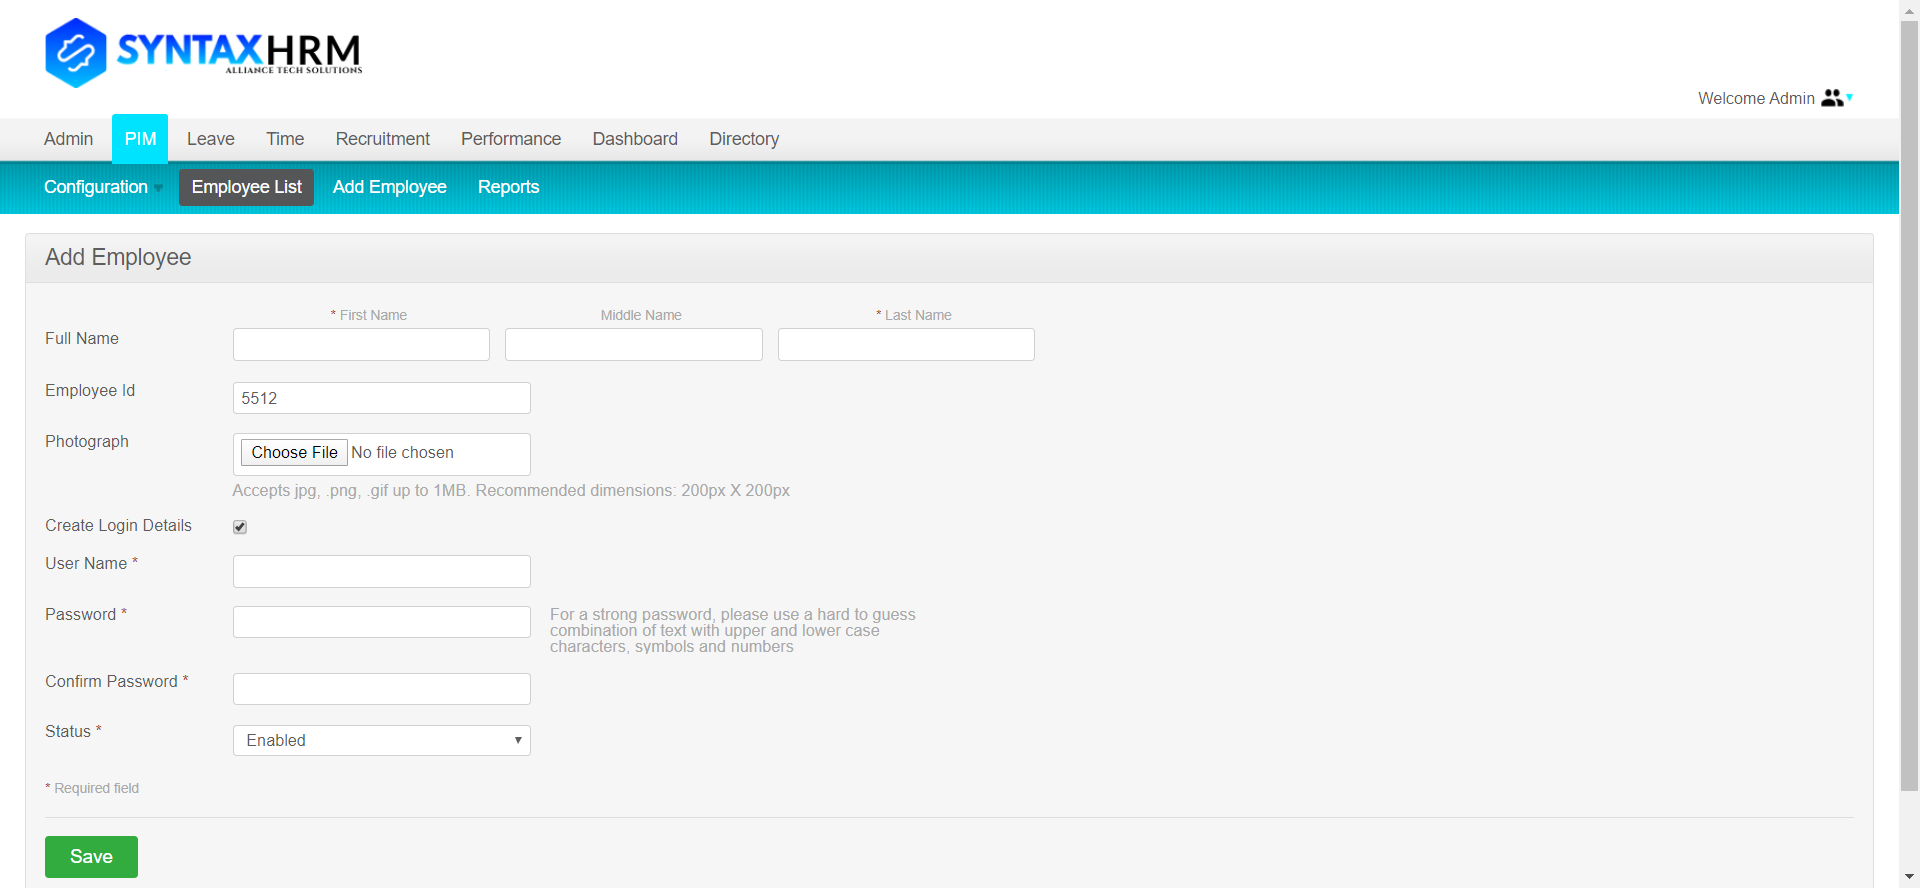 SYNTAXHRM
ALLIANCE TECH SOLUTIONS
Welcome Admin
Admin PIM Leave Time Recruitment Performance Dashboard Directory
Configuration Employee List Add Employee Reports
Add Employee
* First Name Middle Name * Last Name
Full Name
Employee Id 5512
Photograph Choose File No file chosen
Accepts jpg, .png, .gif up to 1MB. Recommended dimensions: 200px X 200px
Create Login Details
User Name *
Password * For a strong password, please use a hard to guess
combination of text with upper and lower case
characters, symbols and numbers
Confirm Password *
Status * Enabled
* Required field
Save